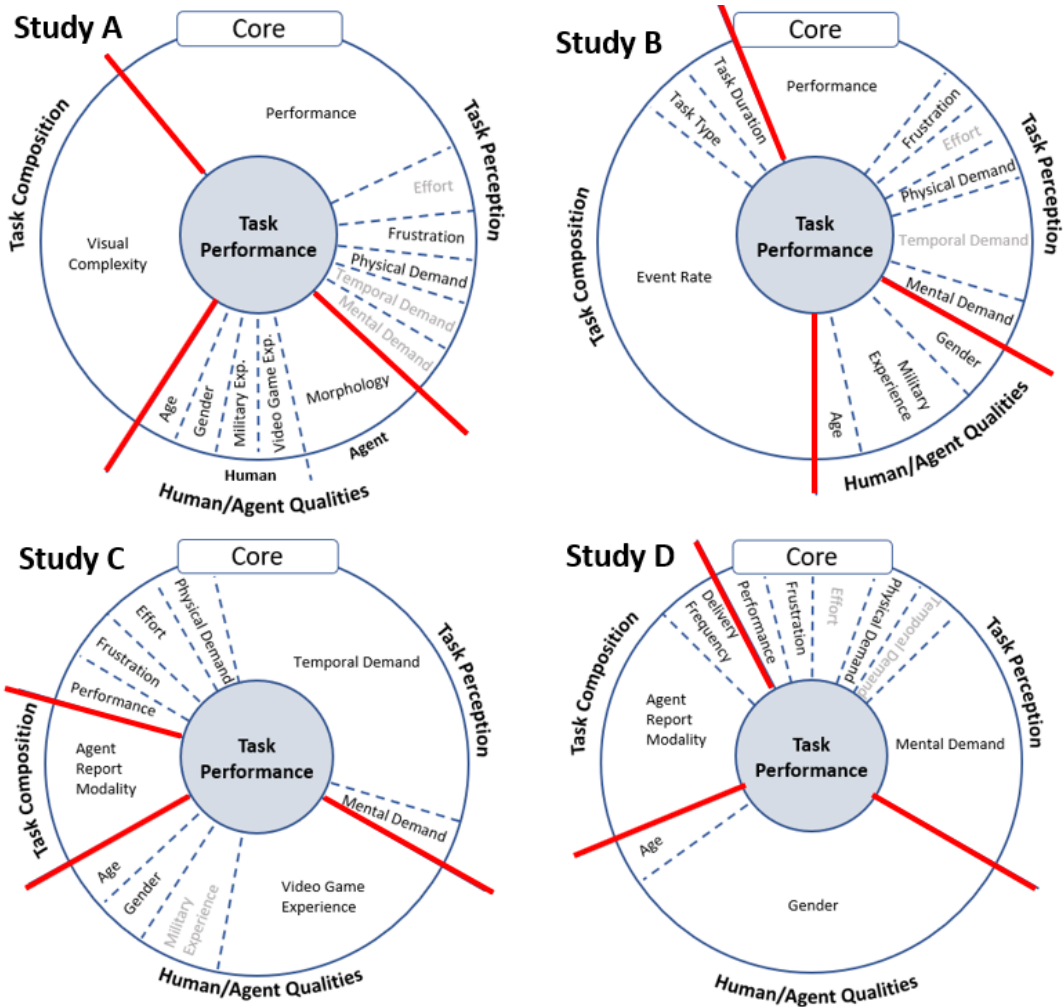 Study A
Core
Performance
Task Composition
Task Perception
Effort
Frustration
Physical Demand
Temporal Demand
Mental Demand
Task
Performance
Visual
Complexity
Age
Gender
Military Exp.
Video Game Exp.
Morphology
Human
Agent
Human/Agent Qualities
Study B
Core
Task Duration
Task Type
Performance
Frustration
Effort
Physical Demand
Temporal Demand
Mental Demand
Task Perception
Task
Performance
Task Composition
Event Rate
Gender
Military
Experience
Age
Human/Agent Qualities
Study C
Core
Physical Demand
Effort
Frustration
Performance
Temporal Demand
Task Perception
Task Composition
Agent
Report
Modality
Task
Performance
Mental Demand
Age
Gender
Military
Experience
Video Game
Experience
Human/Agent Qualities
Study D
Core
Delivery
Frequency
Performance
Frustration
Effort
Physical Demand
Temporal Demand
Task Composition
Task Perception
Agent
Report
Modality
Task
Performance
Mental Demand
Age
Gender
Human/Agent Qualities